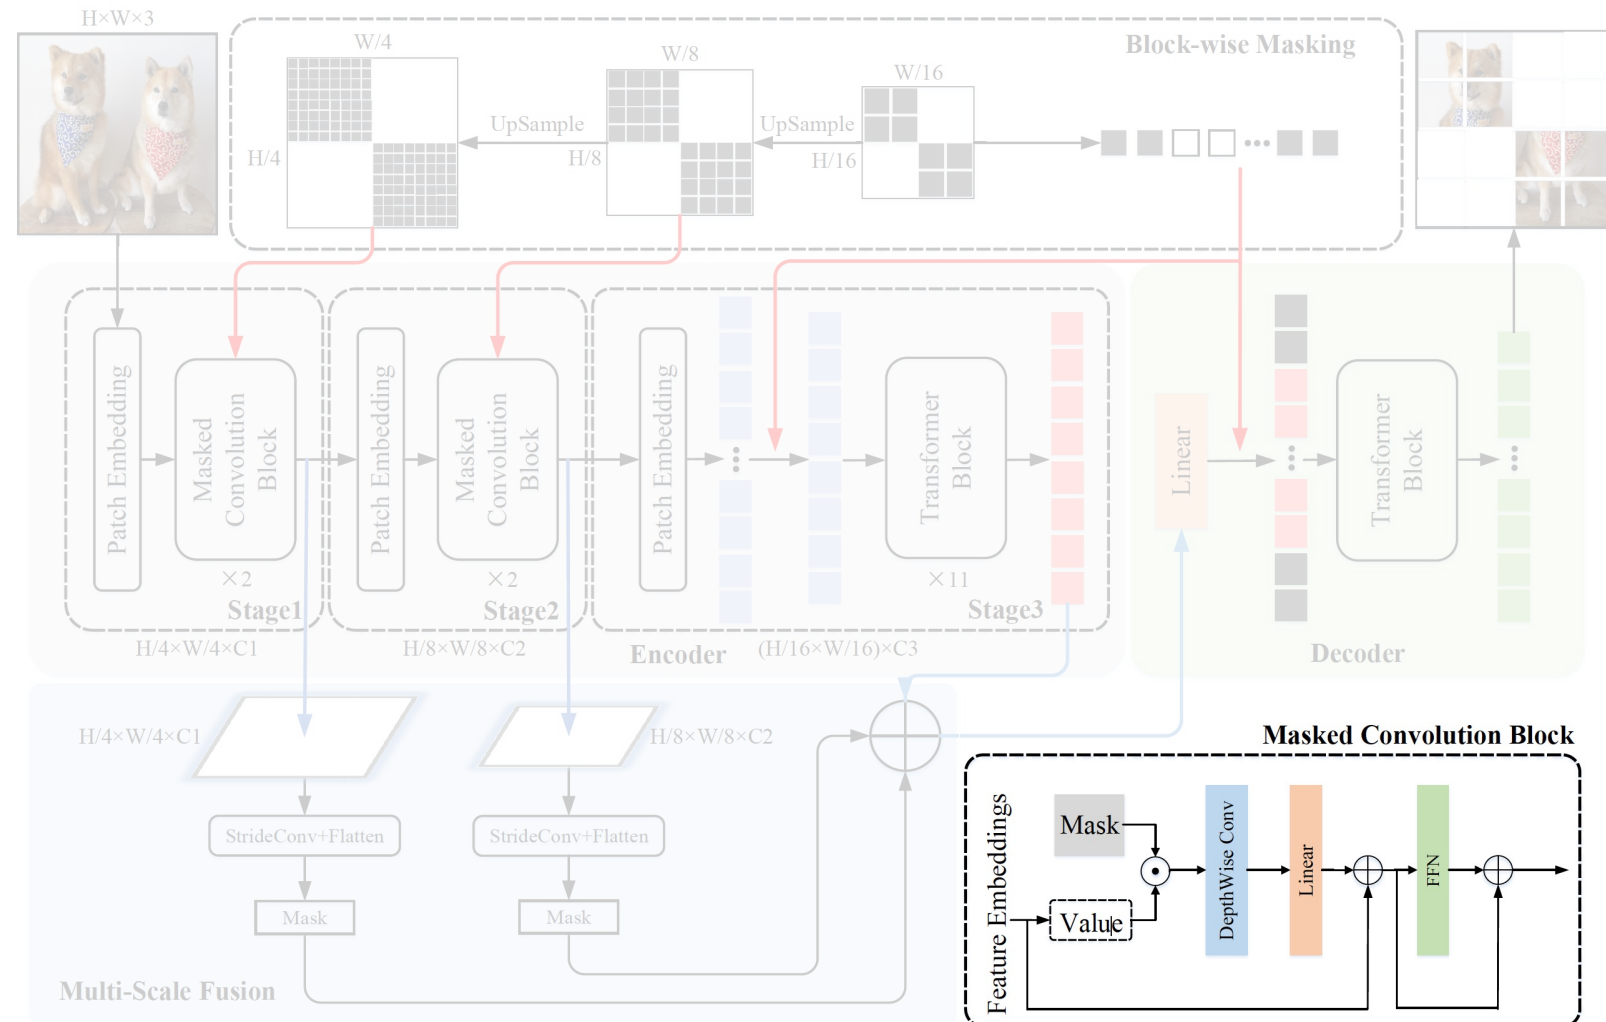 H×W×3
W/4
W/8
W/16
Block-wise Masking
UpSample
UpSample
H/4
H/8
H/16
Patch Embedding
Masked
Convolution
Block
×2
Stage1
Patch Embedding
Masked
Convolution
Block
×2
Stage2
Patch Embedding
Transformer
Block
×11
Stage3
Linear
Transformer
Block
H/4×W/4×C1
H/8×W/8×C2
Encoder
(H/16×W/16)×C3
Decoder
H/4×W/4×C1
H/8×W/8×C2
StrideConv+Flatten
StrideConv+Flatten
Mask
Mask
Multi-Scale Fusion
Masked Convolution Block
Feature Embeddings
Mask
Value
DepthWise Conv
Linear
FFN